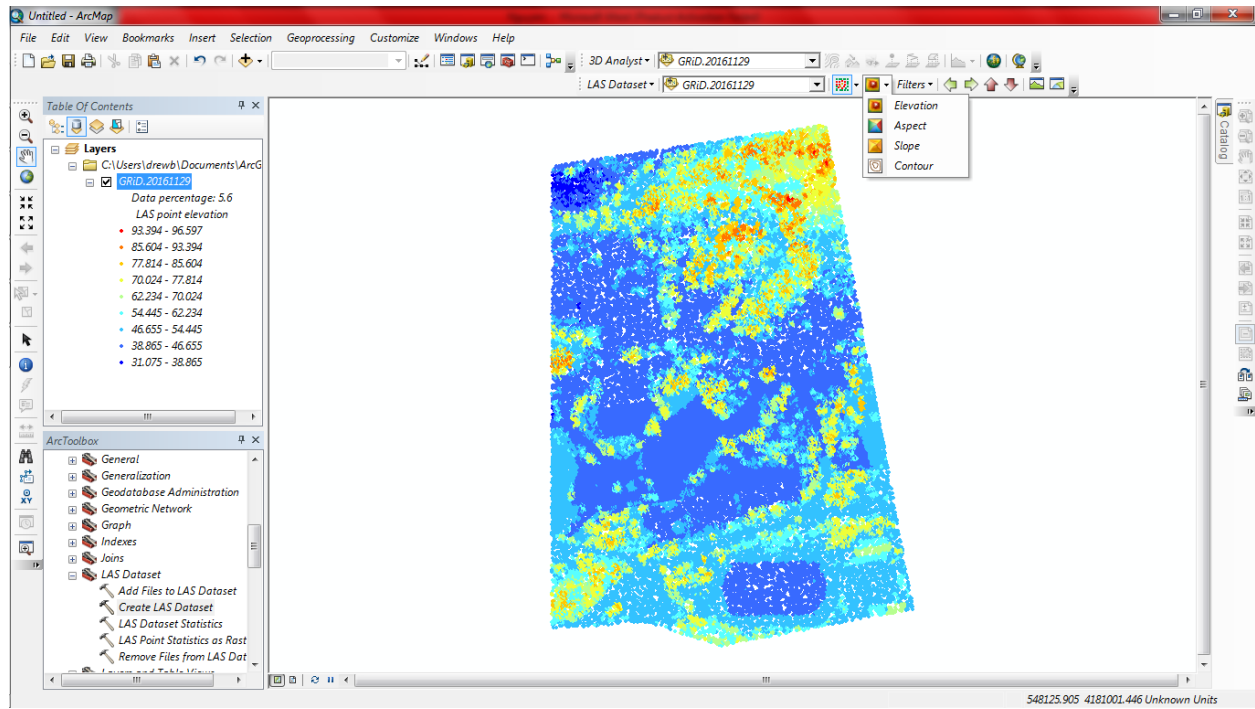 Untitled - ArcMap
File Edit View Bookmarks Insert Selection Geoprocessing Customize Windows Help
3D Analyst GRiD.20161129
LAS Dataset GRiD.20161129 Filters
Elevation
Aspect
Slope
Contour
Catalog
Table Of Contents
Layers
C:\Users\drewb\Documents\ArcG
GRiD.20161129
Data percentage: 5.6
LAS point elevation
93.394 - 96.597
85.604 - 93.394
77.814 - 85.604
70.024 - 77.814
62.234 - 70.024
54.445 - 62.234
46.655 - 54.445
38.865 - 46.655
31.075 - 38.865
ArcToolbox
General
Generalization
Geodatabase Administration
Geometric Network
Graph
Indexes
Joins
LAS Dataset
Add Files to LAS Dataset
Create LAS Dataset
LAS Dataset Statistics
LAS Point Statistics as Rast
Remove Files from LAS Dat
548125.905 4181001.446 Unknown Units